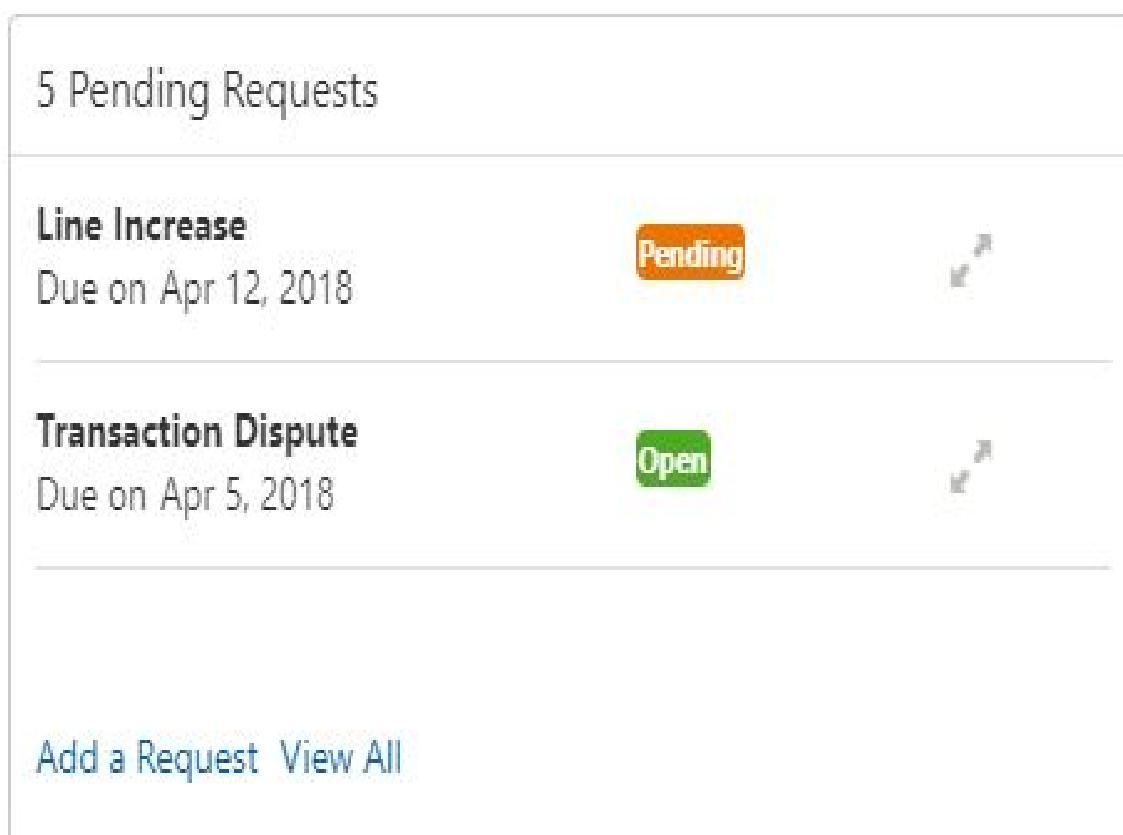 5 Pending Requests
Line Increase
Pending
Due on Apr 12, 2018
Transaction Dispute
Open
Due on Apr 5, 2018
Add a Request View All